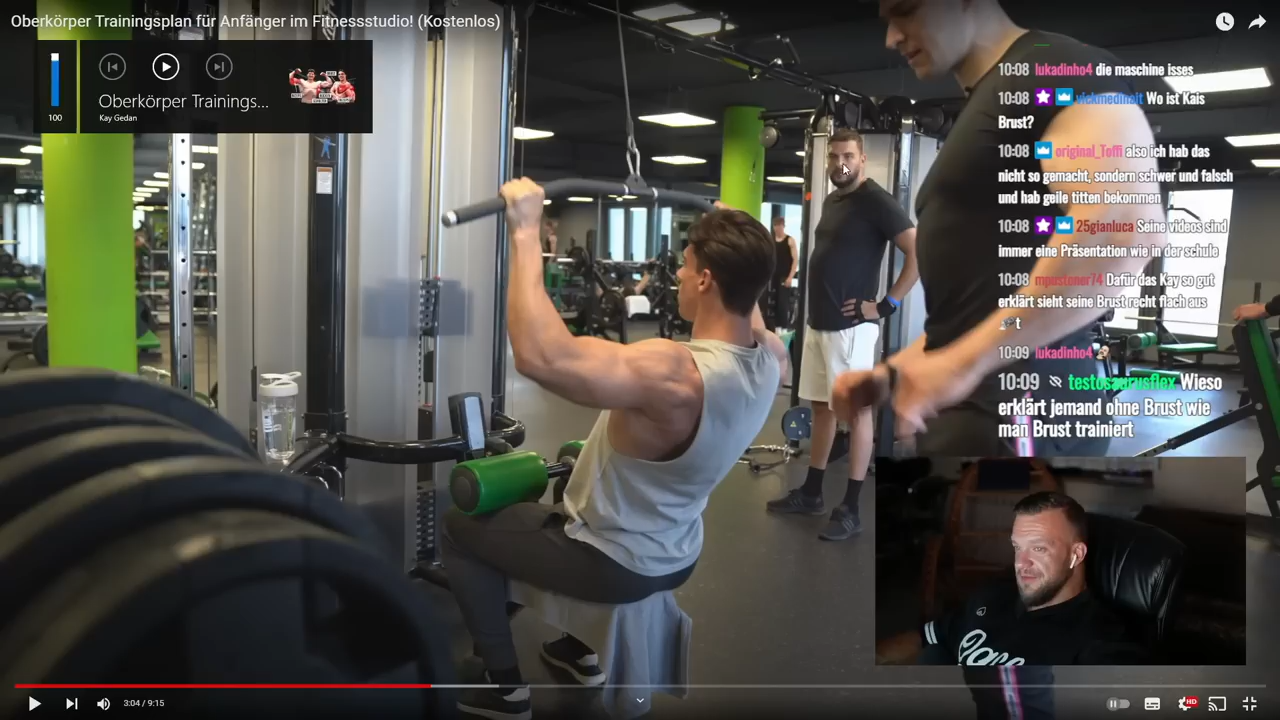 Oberkörper Trainingsplan für Anfänger im Fitnessstudio! (Kostenlos)
100
Oberkörper Trainings...
Kay Gedan
10:08 lukadinho4 die maschine isses
10:08 Wo ist Kais
Brust?
10:08 original_Toffi also ich hab das
nicht so gemacht, sondern schwer und falsch
und hab geile titten bekommen
10:08 25gianluca Seine videos sind
immer eine Präsentation wie in der schule
10:08 Dafür das Kay so gut
erklärt sieht seine Brust recht flach aus
t
10:09 lukadinho4
10:09 testosaurusflex Wieso
erklärt jemand ohne Brust wie
man Brust trainiert
3:04 / 9:15
HD